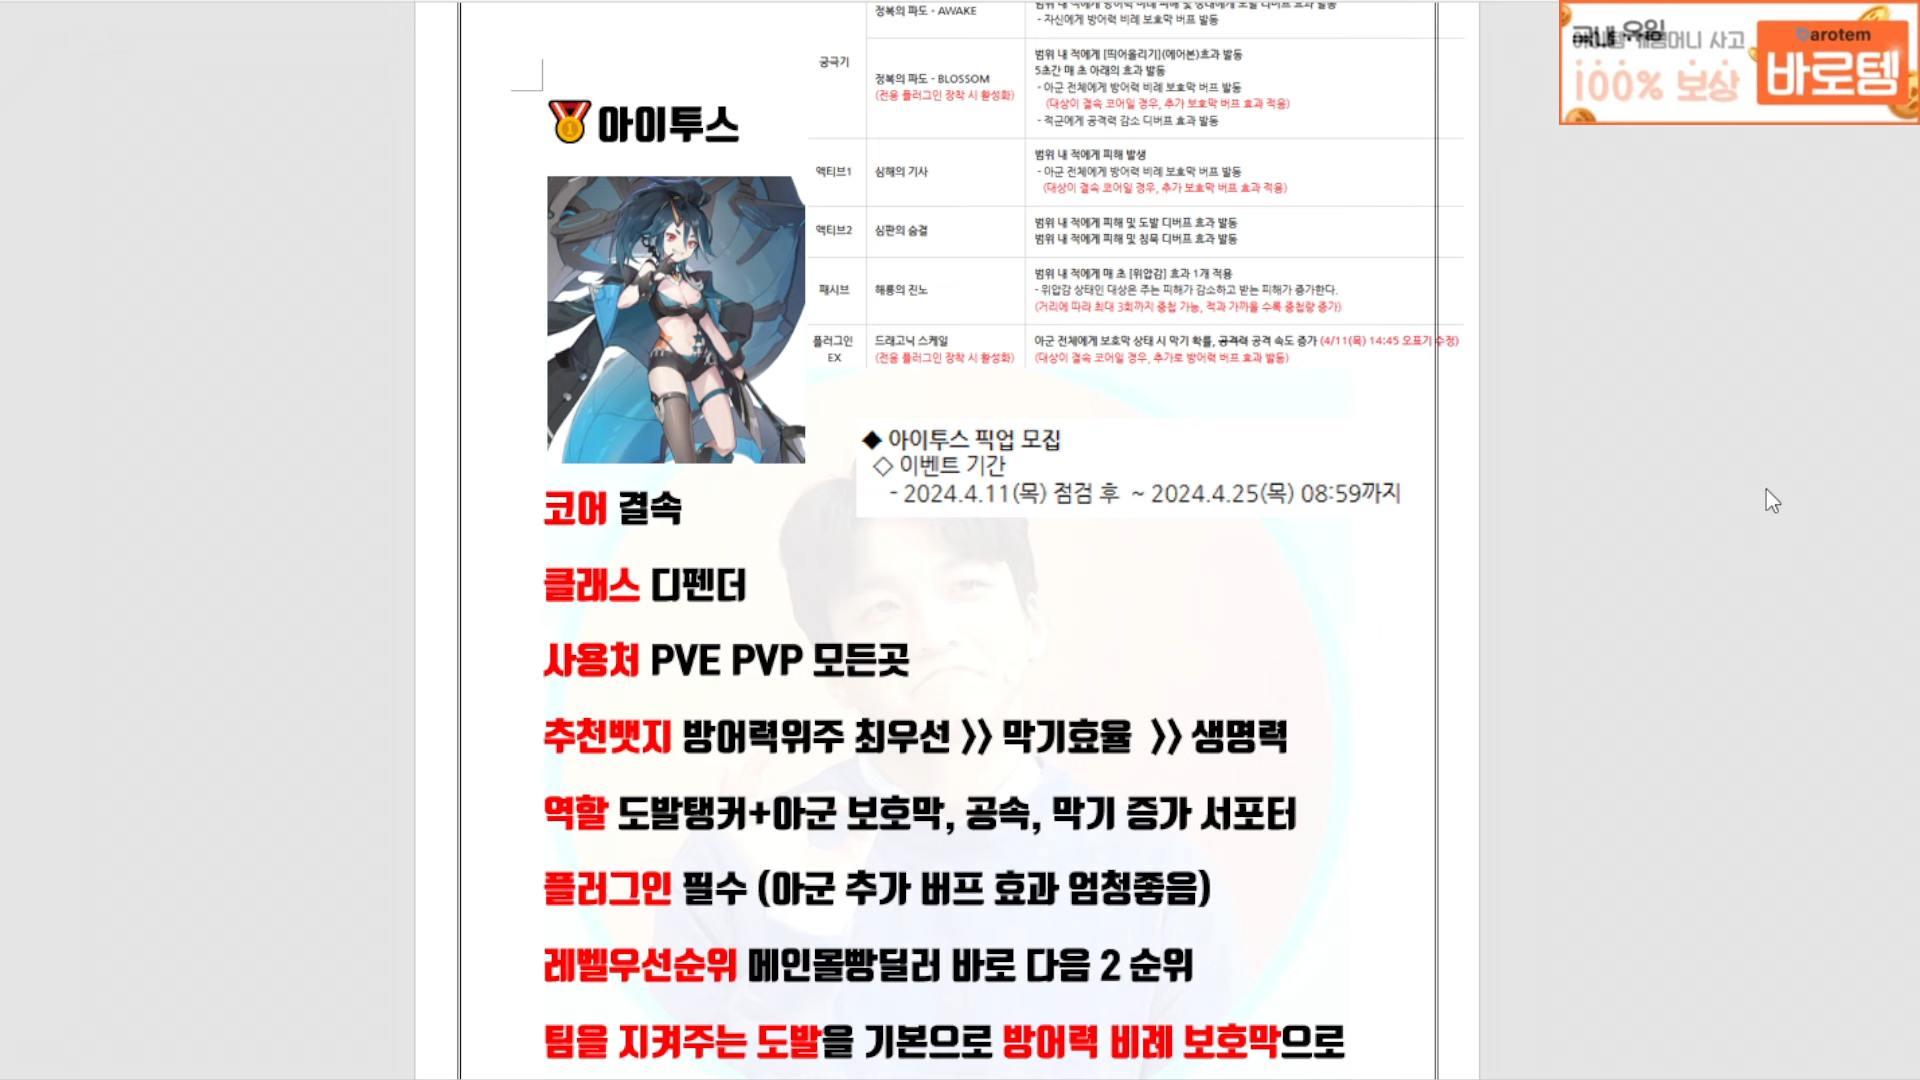 정복의 파도 - AWAKE
- 자신에게 방어력 비례 보호막 버프 발동
궁극기
정복의 파도 - BLOSSOM
(전용 플러그인 장착 시 활성화)
범위 내 적에게 [띄어올리기](에어본)효과 발동
5초간 매 초 아래의 효과 발동
- 아군 전체에게 방어력 비례 보호막 버프 발동
(대상이 결속 코어일 경우, 추가 보호막 버프 효과 적용)
- 적군에게 공격력 감소 디버프 효과 발동
액티브1
심해의 기사
범위 내 적에게 피해 발생
- 아군 전체에게 방어력 비례 보호막 버프 발동
(대상이 결속 코어일 경우, 추가 보호막 버프 효과 적용)
액티브2
심판의 숨결
범위 내 적에게 피해 및 도발 디버프 효과 발동
범위 내 적에게 피해 및 침묵 디버프 효과 발동
패시브
해룡의 진노
범위 내 적에게 매 초 [위압감] 효과 1개 적용
- 위압감 상태인 대상은 주는 피해가 감소하고 받는 피해가 증가한다.
(거리에 따라 최대 3회까지 중첩 가능, 적과 가까울 수록 중첩량 증가)
플러그인
EX
드래고닉 스케일
(전용 플러그인 장착 시 활성화)
아군 전체에게 보호막 상태 시 막기 확률, 공격력 공격 속도 증가 (4/11(목) 14:45 오표기 수정)
(대상이 결속 코어일 경우, 추가로 방어력 버프 효과 발동)
아이투스
◆ 아이투스 픽업 모집
◇ 이벤트 기간
- 2024.4.11(목) 점검 후 ~ 2024.4.25(목) 08:59까지
코어 결속
클래스 디펜더
사용처 PVE PVP 모든곳
추천뱃지 방어력위주 최우선 >> 막기효율 >> 생명력
역할 도발탱커+아군 보호막, 공속, 막기 증가 서포터
플러그인 필수 (아군 추가 버프 효과 엄청좋음)
레벨우선순위 메인몰빵딜러 바로 다음 2 순위
팀을 지켜주는 도발을 기본으로 방어력 비례 보호막으로
사고
100% 보상
barotem
바로템